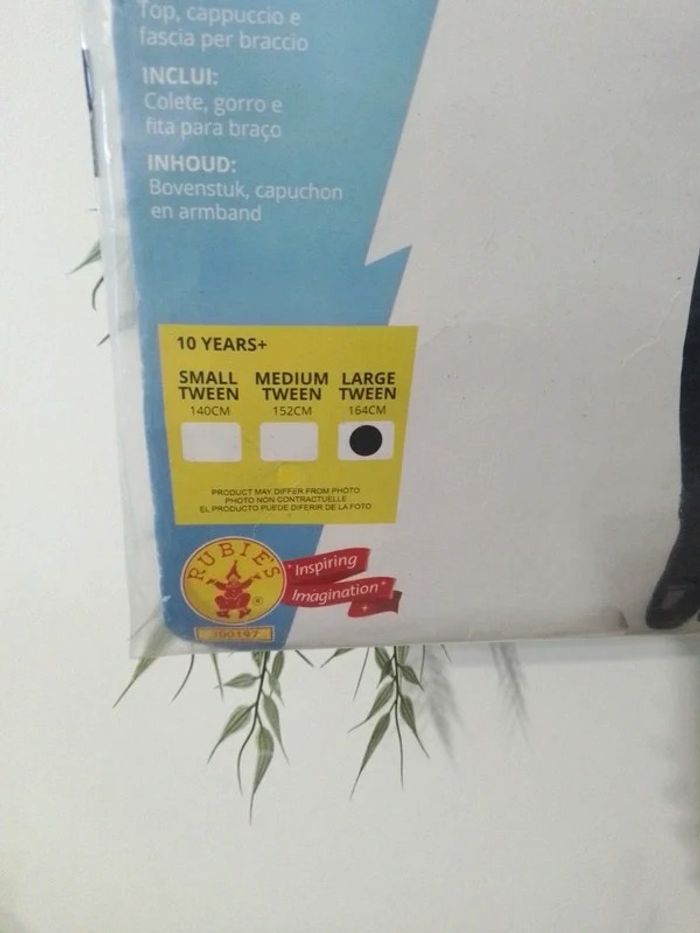 Top, cappuccio e
fascia per braccio
INCLUI:
Colete, gorro e
fita para braço
INHOUD:
Bovenstuk, capuchon
en armband
10 YEARS+
SMALL TWEEN
140CM
MEDIUM TWEEN
152CM
LARGE TWEEN
164CM
PRODUCT MAY DIFFER FROM PHOTO
PHOTO NON CONTRACTUELLE
EL PRODUCTO PUEDE DIFERIR DE LA FOTO
RUBIE'S
®
Inspiring
Imagination
300197